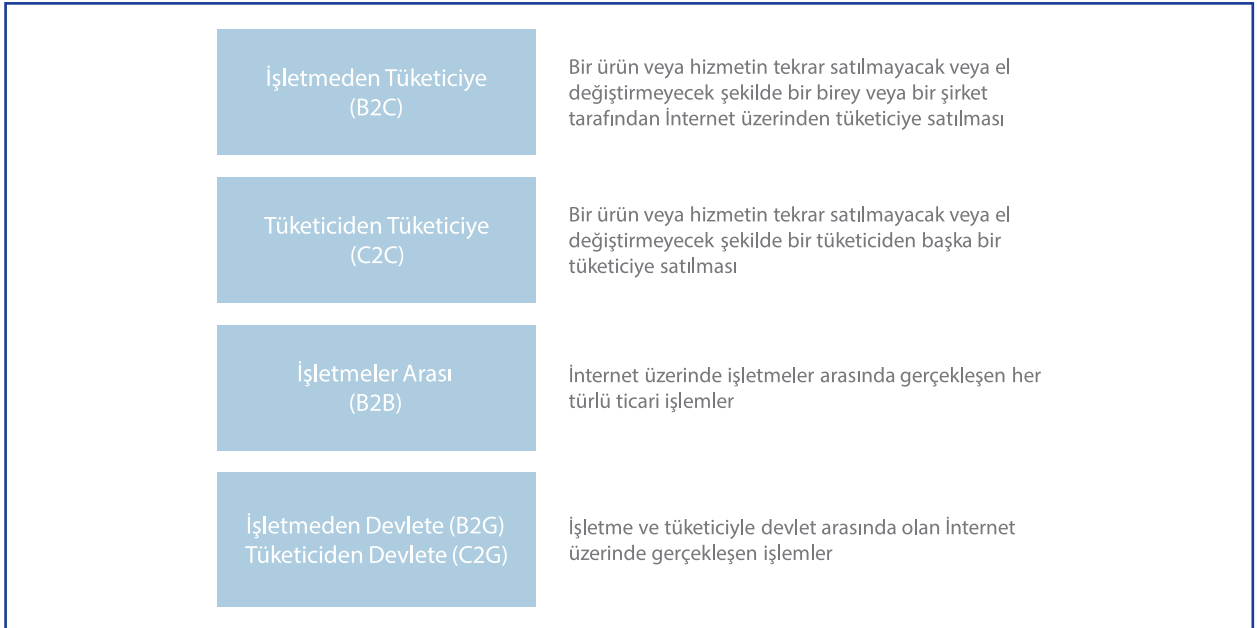 İşletmeden Tüketiciye
(B2C)
Bir ürün veya hizmetin tekrar satılmayacak veya el
değiştirmeyecek şekilde bir birey veya bir şirket
tarafından İnternet üzerinden tüketiciye satılması
Tüketiciden Tüketiciye
(C2C)
Bir ürün veya hizmetin tekrar satılmayacak veya el
değiştirmeyecek şekilde bir tüketiciden başka bir
tüketiciye satılması
İşletmeler Arası
(B2B)
İnternet üzerinde işletmeler arasında gerçekleşen her
türlü ticari işlemler
İşletmeden Devlete (B2G)
Tüketiciden Devlete (C2G)
İşletme ve tüketiciyle devlet arasında olan İnternet
üzerinde gerçekleşen işlemler